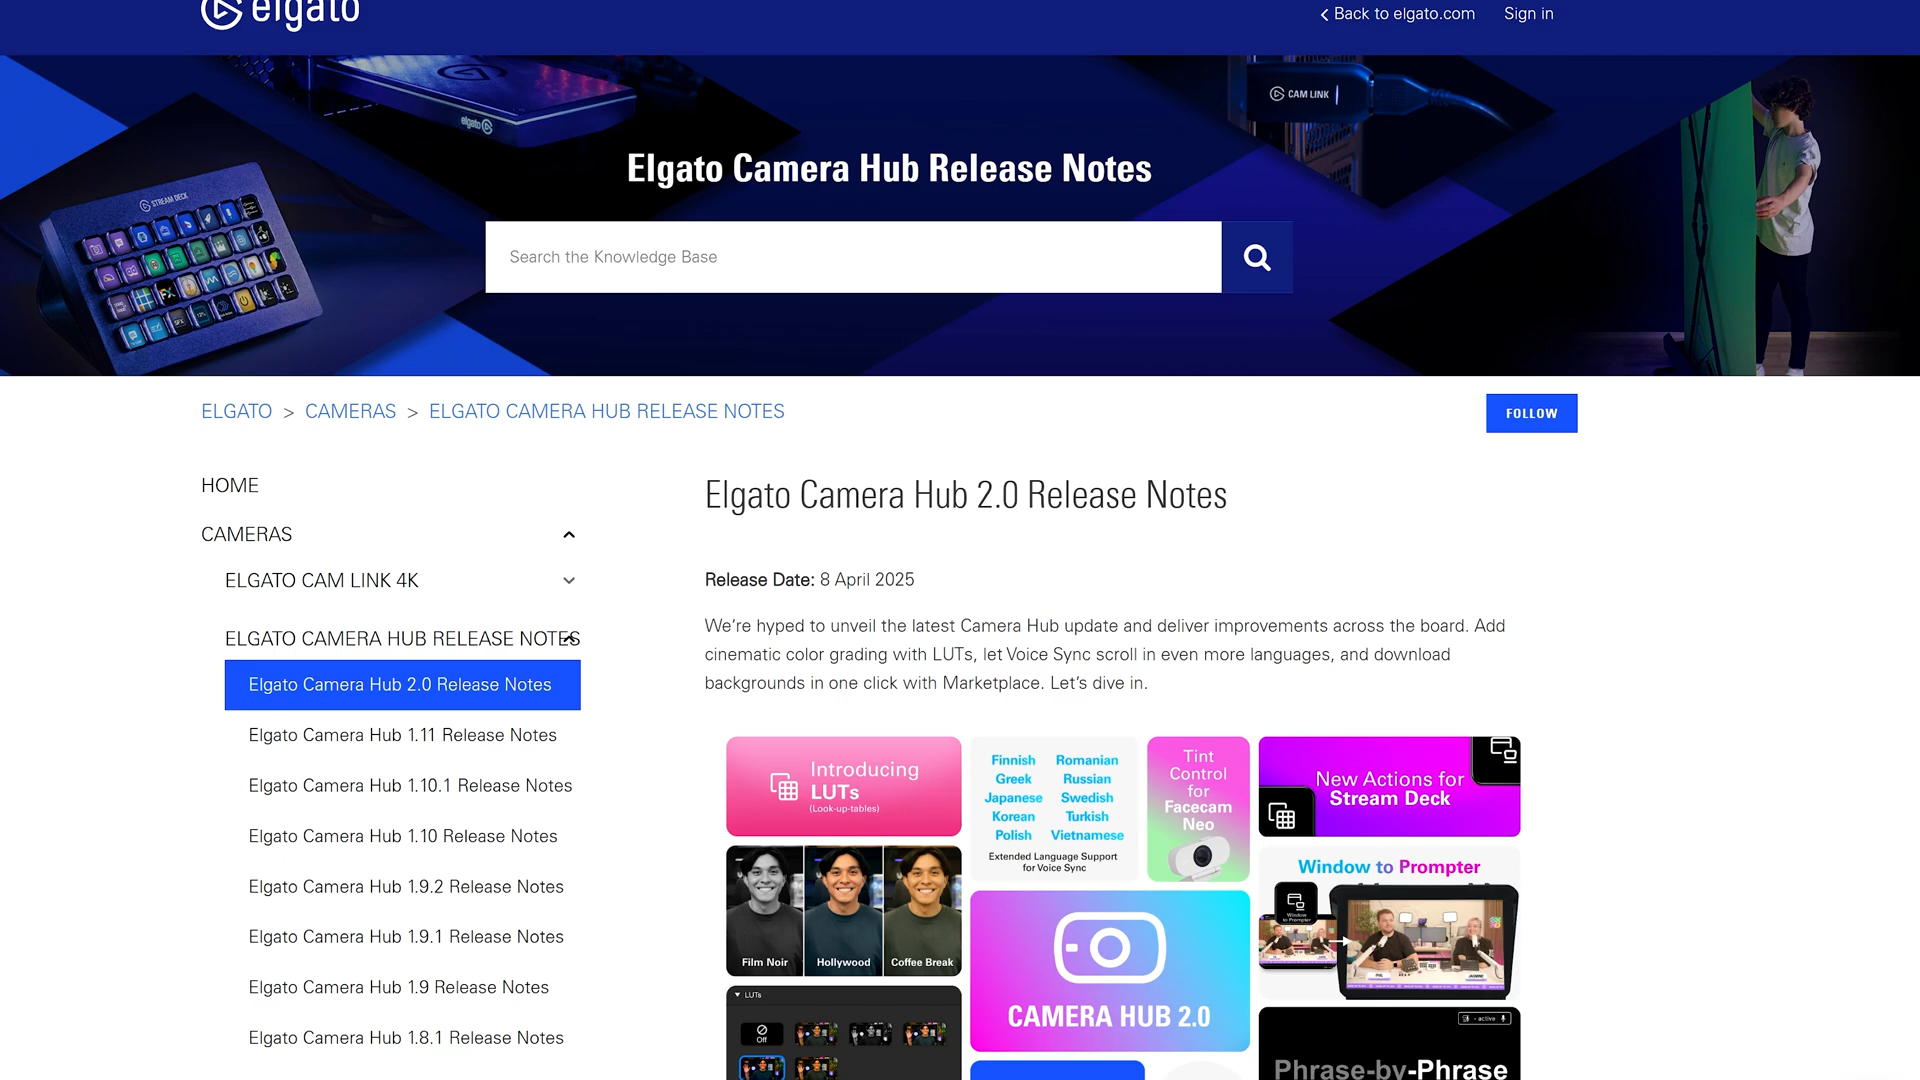 elgato
Back to elgato.com
Sign in
elgato
CAM LINK
STREAM DECK
Elgato Camera Hub Release Notes
Search the Knowledge Base
ELGATO > CAMERAS > ELGATO CAMERA HUB RELEASE NOTES
FOLLOW
HOME
CAMERAS
ELGATO CAM LINK 4K
ELGATO CAMERA HUB RELEASE NOTES
Elgato Camera Hub 2.0 Release Notes
Elgato Camera Hub 1.11 Release Notes
Elgato Camera Hub 1.10.1 Release Notes
Elgato Camera Hub 1.10 Release Notes
Elgato Camera Hub 1.9.2 Release Notes
Elgato Camera Hub 1.9.1 Release Notes
Elgato Camera Hub 1.9 Release Notes
Elgato Camera Hub 1.8.1 Release Notes
Elgato Camera Hub 2.0 Release Notes
Release Date: 8 April 2025
We're hyped to unveil the latest Camera Hub update and deliver improvements across the board. Add
cinematic color grading with LUTs, let Voice Sync scroll in even more languages, and download
backgrounds in one click with Marketplace. Let's dive in.
Introducing
LUTs
(Look-up-tables)
Film Noir
Hollywood
Coffee Break
LUTs
Off
Finnish Romanian
Greek Russian
Japanese Swedish
Korean Turkish
Polish Vietnamese
Extended Language Support
for Voice Sync
Tint
Control
for
Facecam
Neo
CAMERA HUB 2.0
New Actions for
Stream Deck
Window to Prompter
Window
to Prompter
- active
Phrase-by-Phrase